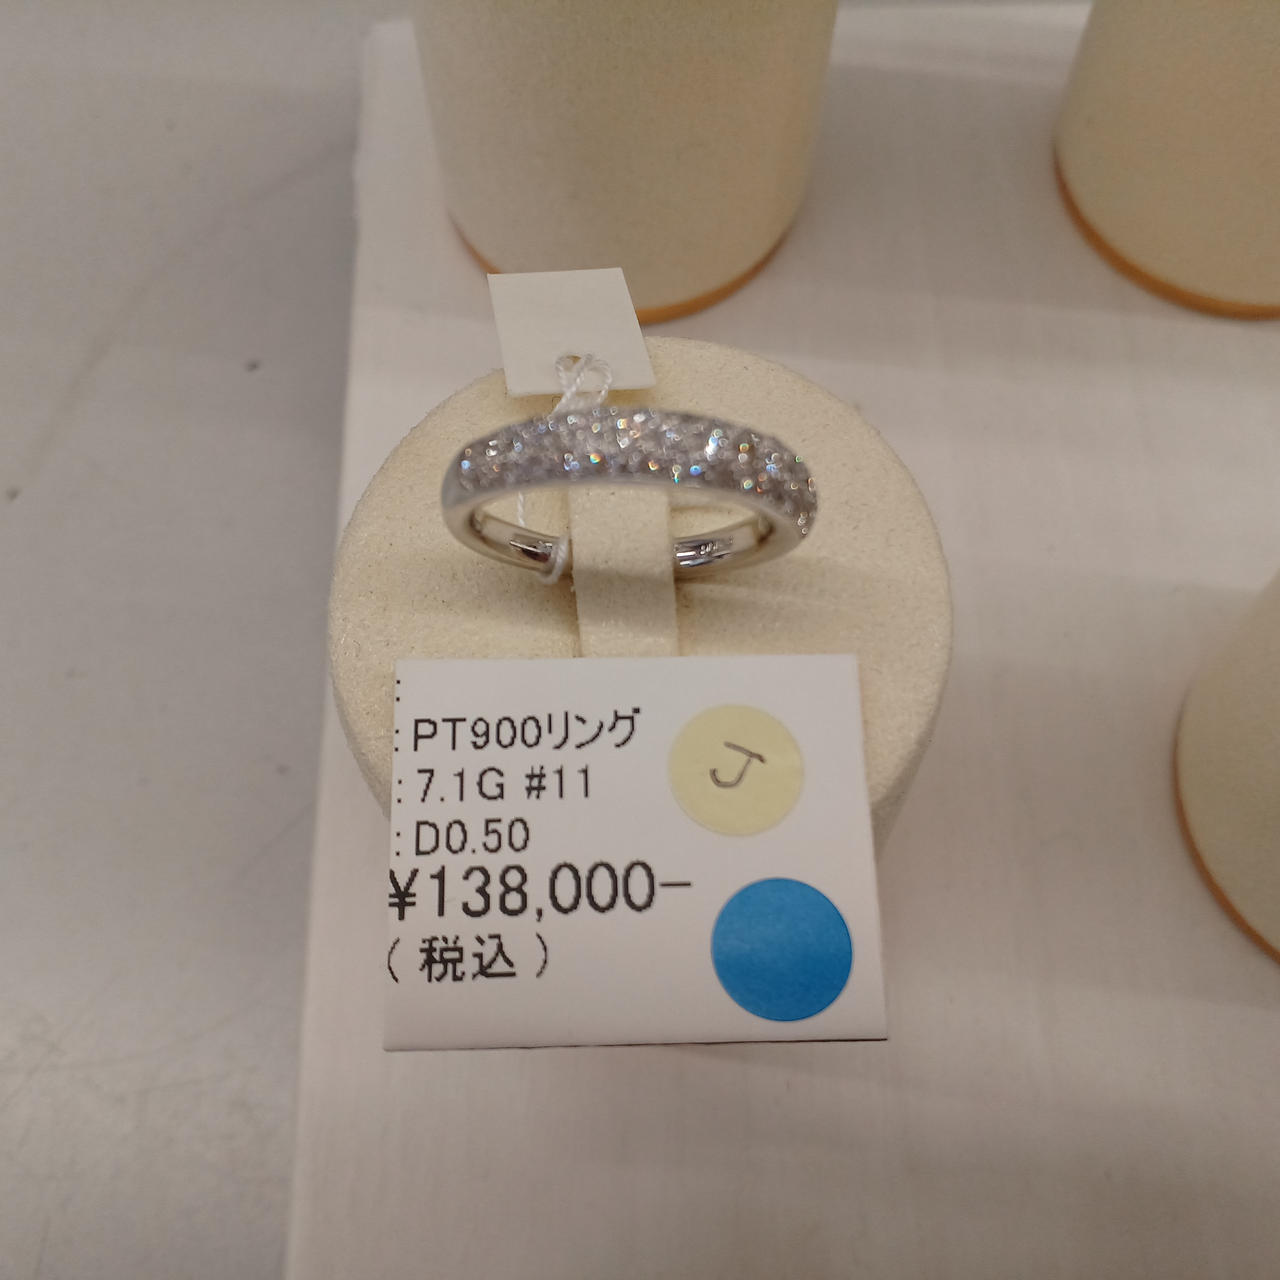 :
: PT900リング
: 7.1G #11
: D0.50
¥138,000-
( 税込 )
J